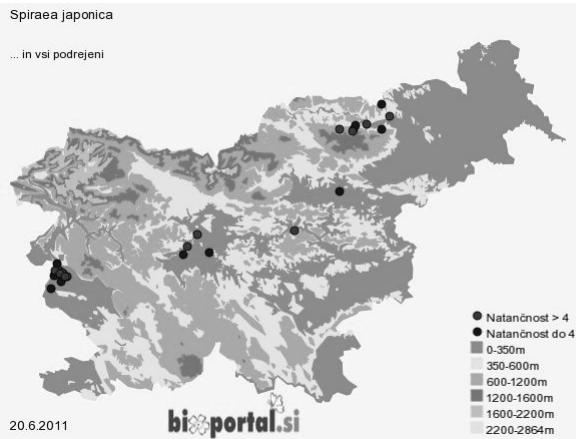 Spiraea japonica
... in vsi podrejeni
Natančnost > 4
Natančnost do 4
0-350m
350-600m
600-1200m
1200-1600m
1600-2200m
2200-2864m
20.6.2011
bioportal.si